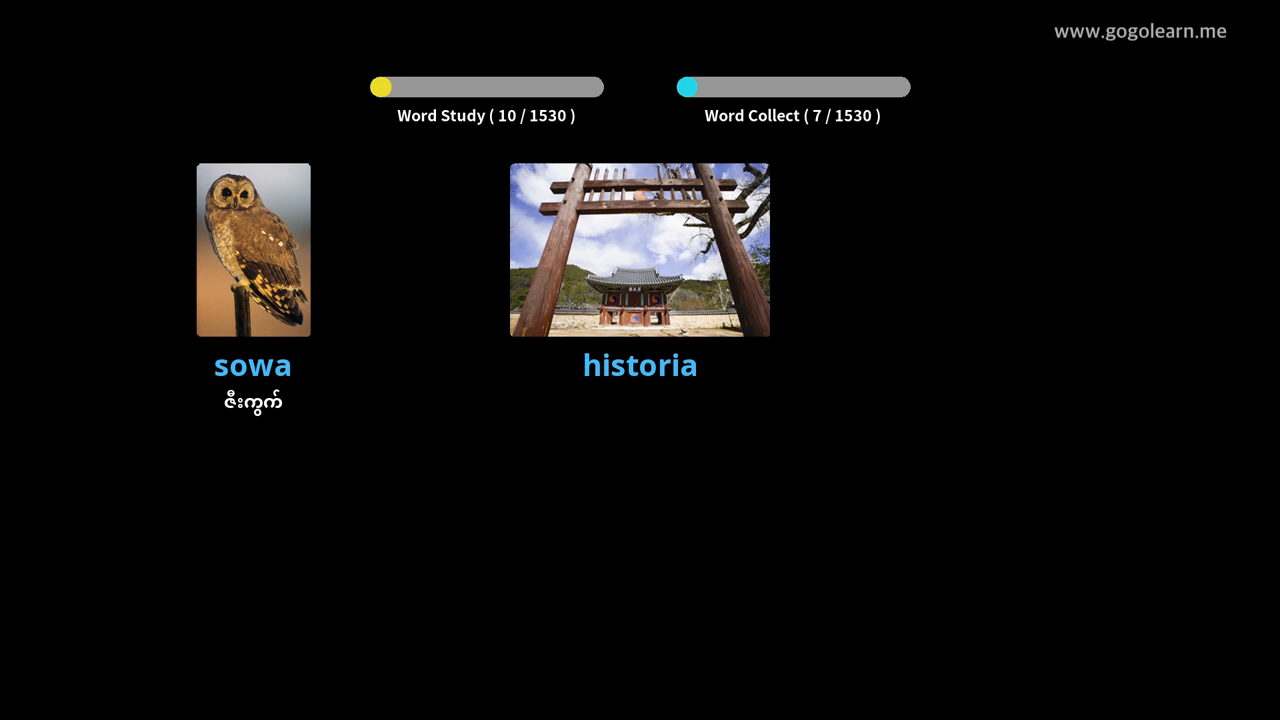 www.gogolearn.me
Word Study ( 10 / 1530 )
Word Collect ( 7 / 1530 )
sowa
ဇီးကွက်
historia